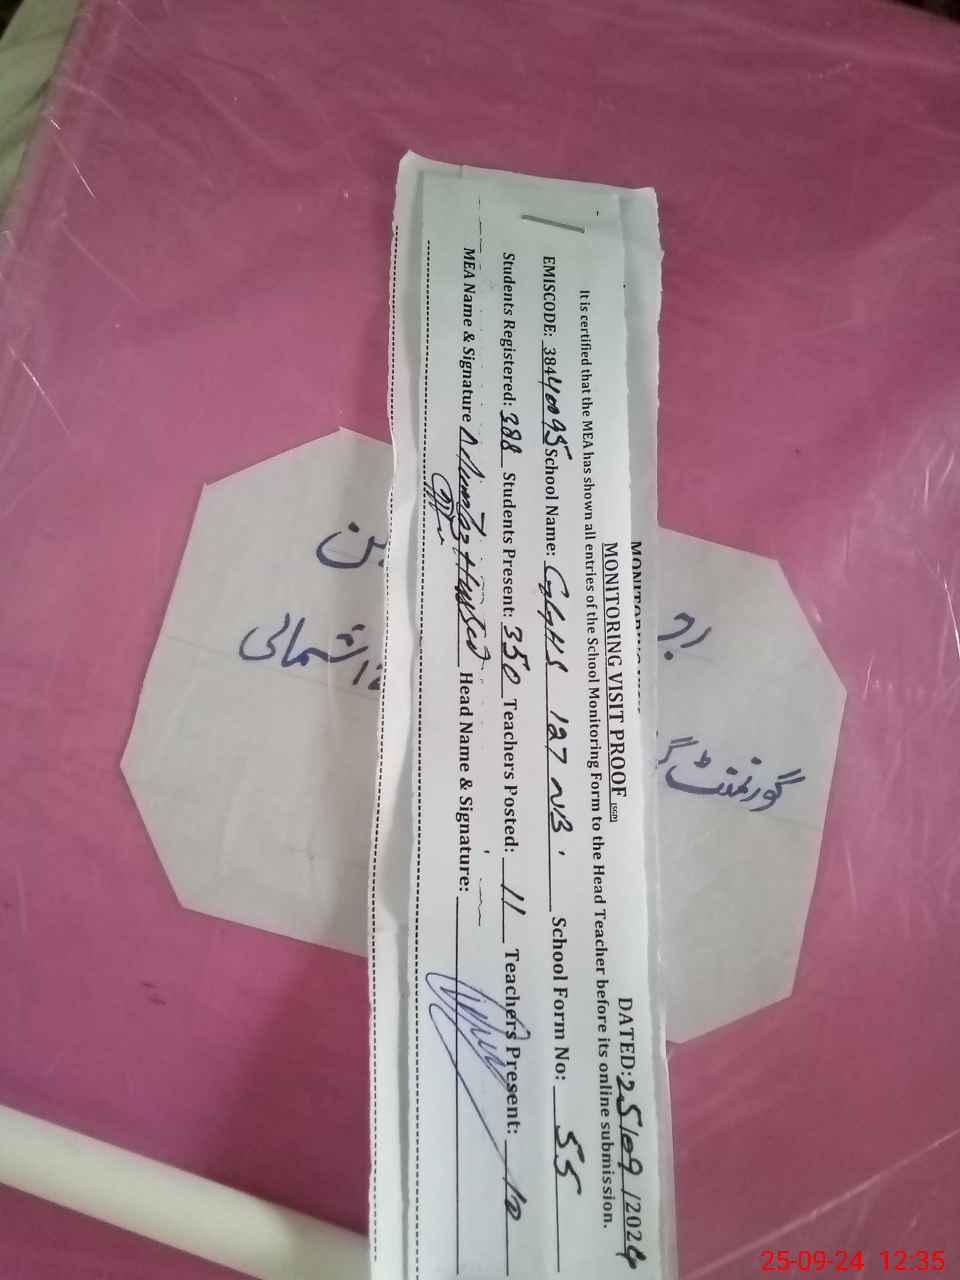 MONITORING VISIT PROOF (SGD) DATED: 25/09/2024
It is certified that the MEA has shown all entries of the School Monitoring Form to the Head Teacher before its online submission.
EMISCODE: 38440095 School Name: 127 NB School Form No: 55
Students Registered: 388 Students Present: 350 Teachers Posted: 11 Teachers Present: 10
MEA Name & Signature Head Name & Signature:
گورنمنٹ
شمالی
25-09-24 12:35